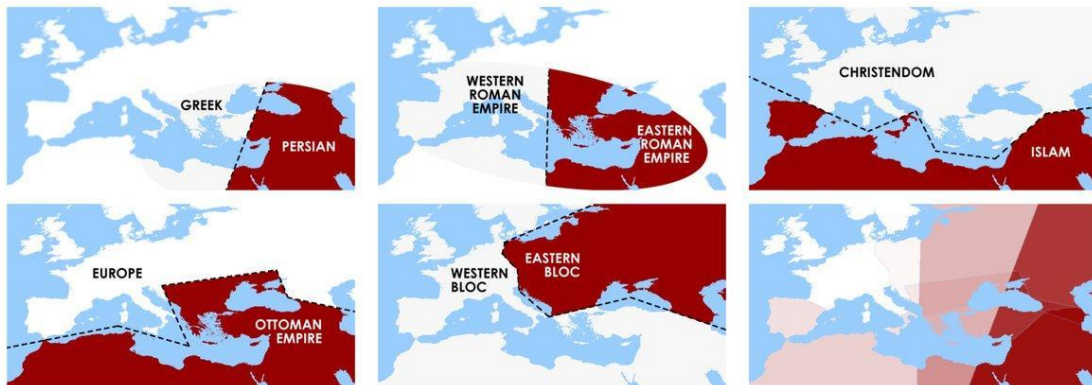 GREEK
PERSIAN
WESTERN
ROMAN
EMPIRE
EASTERN
ROMAN
EMPIRE
CHRISTENDOM
ISLAM
EUROPE
OTTOMAN
EMPIRE
WESTERN
BLOC
EASTERN
BLOC